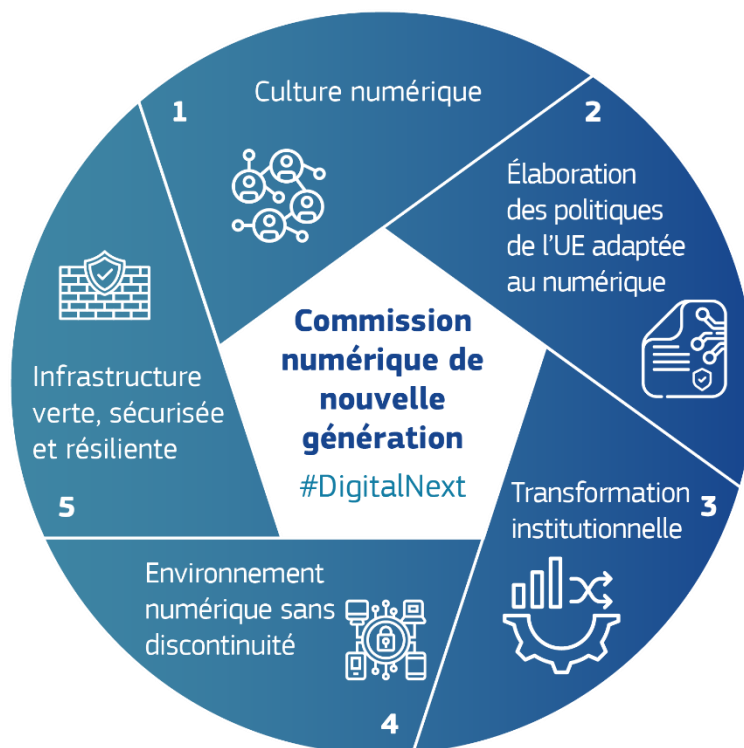 1
Culture numérique
2
Élaboration
des politiques
de l’UE adaptée
au numérique
3
Transformation
institutionnelle
4
Environnement
numérique sans
discontinuité
5
Infrastructure
verte, sécurisée
et résiliente
Commission
numérique de
nouvelle
génération
#DigitalNext